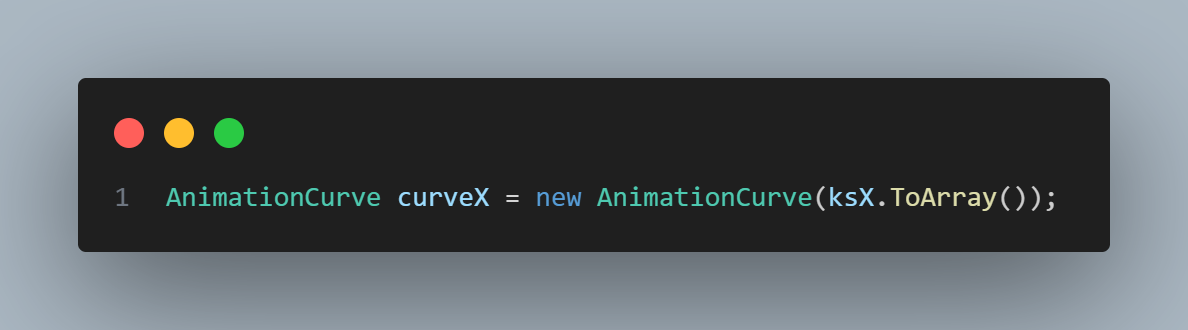 1 AnimationCurve curveX = new AnimationCurve(ksX.ToArray());